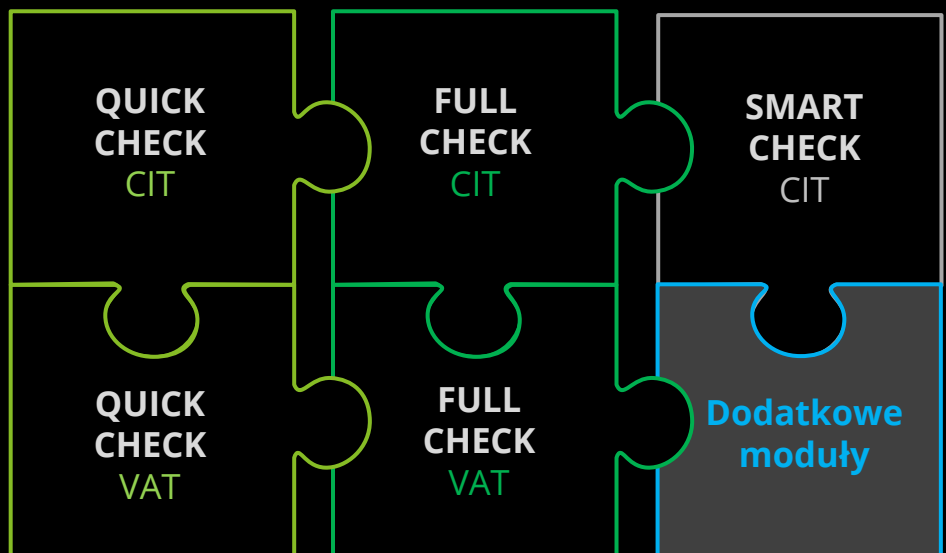 QUICK
CHECK
CIT
FULL
CHECK
CIT
SMART
CHECK
CIT
QUICK
CHECK
VAT
FULL
CHECK
VAT
Dodatkowe
moduły